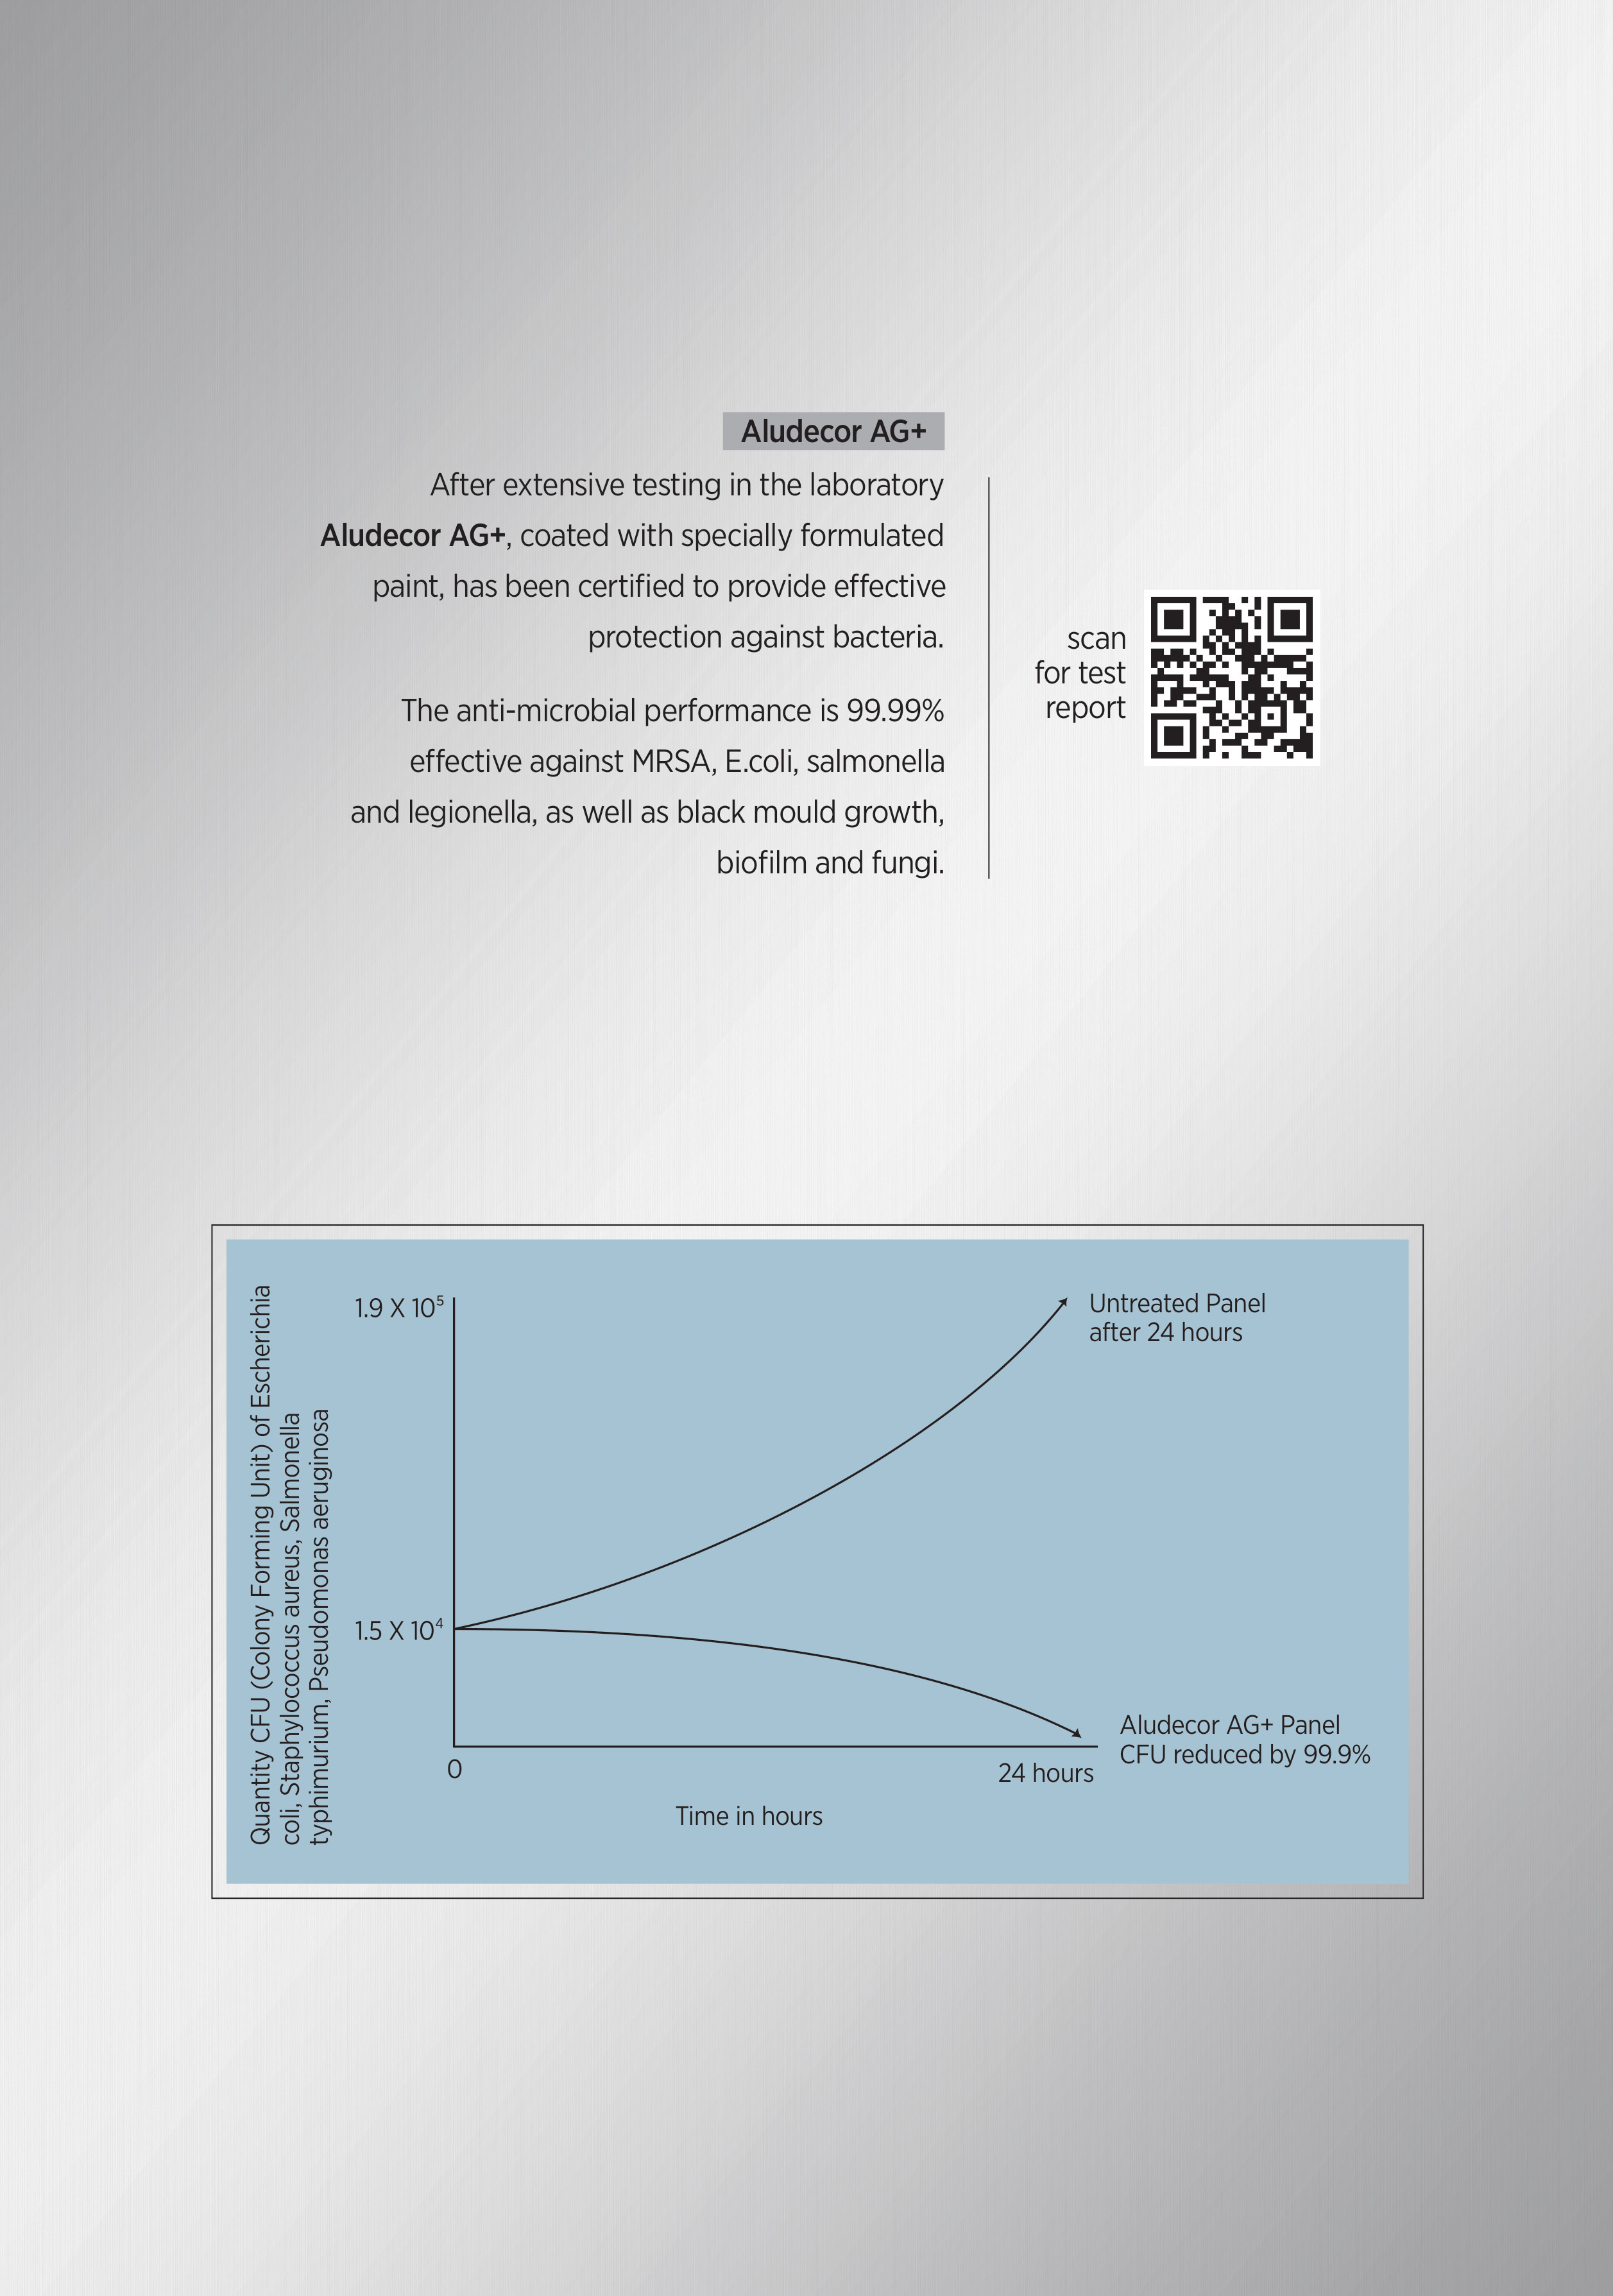 Aludecor AG+
After extensive testing in the laboratory
Aludecor AG+, coated with specially formulated
paint, has been certified to provide effective
protection against bacteria.
The anti-microbial performance is 99.99%
effective against MRSA, E.coli, salmonella
and legionella, as well as black mould growth,
biofilm and fungi.
scan
for test
report
Quantity CFU (Colony Forming Unit) of Escherichia
coli, Staphylococcus aureus, Salmonella
typhimurium, Pseudomonas aeruginosa
1.9 X 10⁵
Untreated Panel
after 24 hours
1.5 X 10⁴
Aludecor AG+ Panel
CFU reduced by 99.9%
0
24 hours
Time in hours